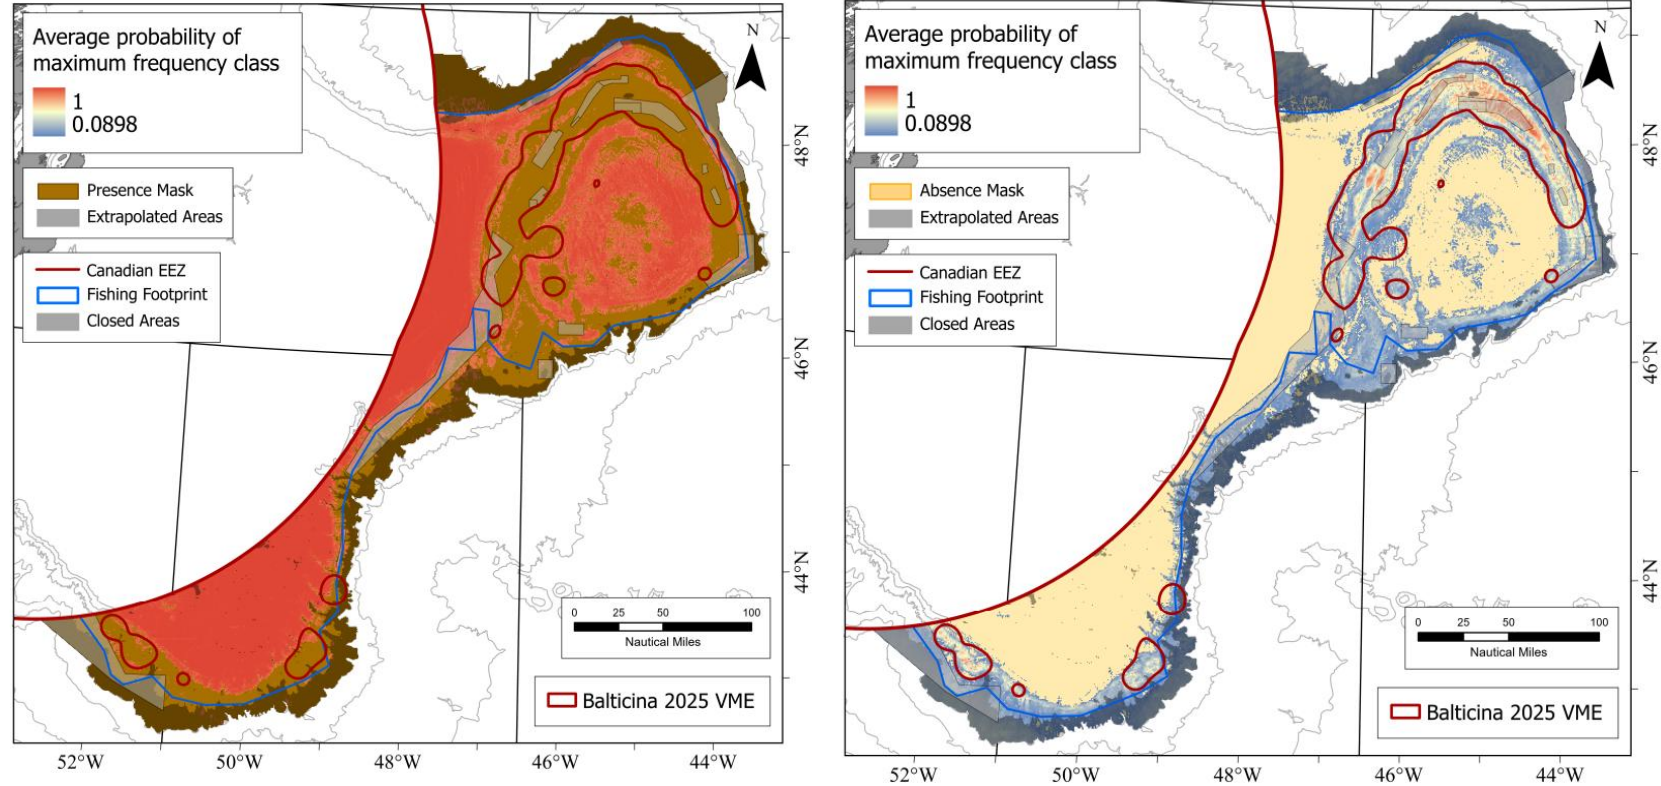 Average probability of
maximum frequency class
1
0.0898
Presence Mask
Extrapolated Areas
Canadian EEZ
Fishing Footprint
Closed Areas
N
48°N
46°N
44°N
0 25 50 100
Nautical Miles
Balticina 2025 VME
52°W 50°W 48°W 46°W 44°W
Average probability of
maximum frequency class
1
0.0898
Absence Mask
Extrapolated Areas
Canadian EEZ
Fishing Footprint
Closed Areas
N
48°N
46°N
44°N
0 25 50 100
Nautical Miles
Balticina 2025 VME
52°W 50°W 48°W 46°W 44°W